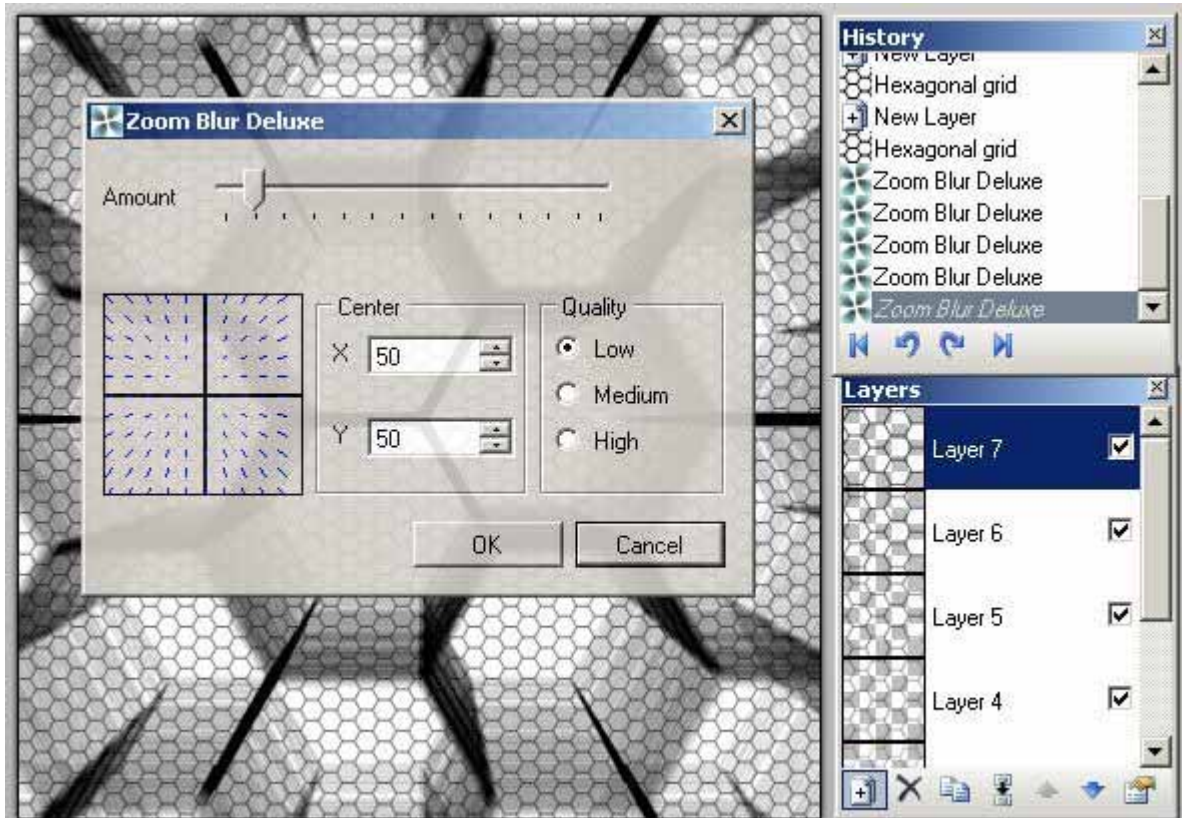 Zoom Blur Deluxe
Amount
Center
X 50
Y 50
Quality
Low
Medium
High
OK
Cancel
History
New Layer
Hexagonal grid
New Layer
Hexagonal grid
Zoom Blur Deluxe
Zoom Blur Deluxe
Zoom Blur Deluxe
Zoom Blur Deluxe
Zoom Blur Deluxe
Layers
Layer 7
Layer 6
Layer 5
Layer 4